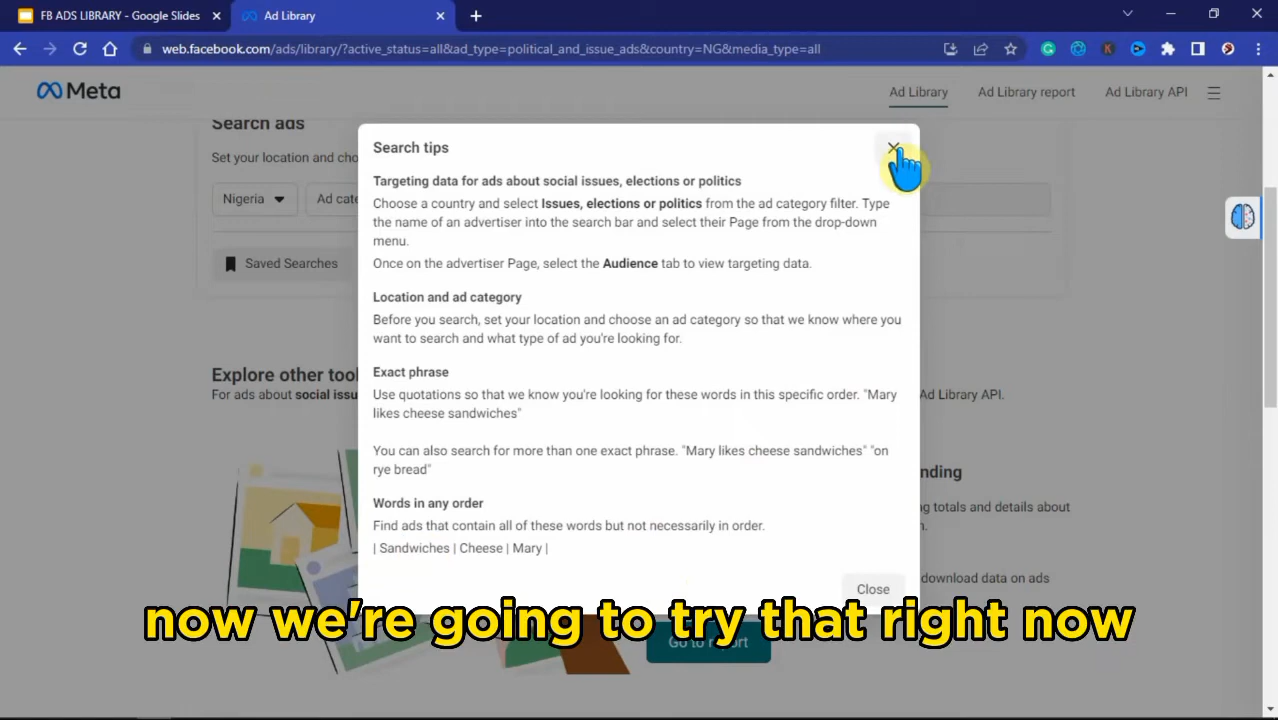 FB ADS LIBRARY - Google Slides
Ad Library
web.facebook.com/ads/library/?active_status=all&ad_type=political_and_issue_ads&country=NG&media_type=all
Meta
Ad Library
Ad Library report
Ad Library API
Search ads
Set your location and cho
Nigeria
Ad cate
Saved Searches
Search tips
Targeting data for ads about social issues, elections or politics
Choose a country and select Issues, elections or politics from the ad category filter. Type
the name of an advertiser into the search bar and select their Page from the drop-down
menu.
Once on the advertiser Page, select the Audience tab to view targeting data.
Location and ad category
Before you search, set your location and choose an ad category so that we know where you
want to search and what type of ad you're looking for.
Exact phrase
Use quotations so that we know you're looking for these words in this specific order. "Mary
likes cheese sandwiches"
You can also search for more than one exact phrase. "Mary likes cheese sandwiches" "on
rye bread"
Words in any order
Find ads that contain all of these words but not necessarily in order.
| Sandwiches | Cheese | Mary |
Close
Explore other tool
For ads about social issu
Ad Library API.
nding
g totals and details about
n.
download data on ads
Go to report
now we're going to try that right now